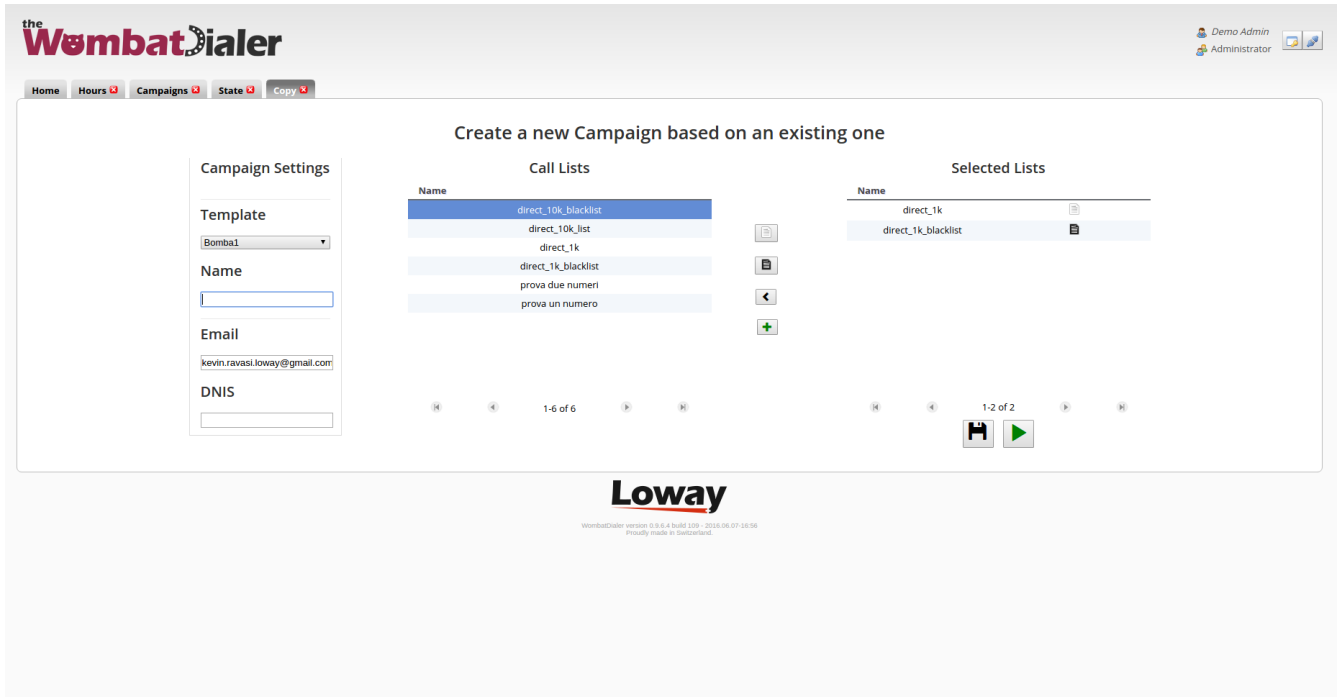 the
WombatDialer
Demo Admin
Administrator
Home Hours Campaigns State Copy
Create a new Campaign based on an existing one
Campaign Settings
Template
Bomba1
Name
Email
kevin.ravasi.loway@gmail.com
DNIS
Call Lists
Name
direct_10k_blacklist
direct_10k_list
direct_1k
direct_1k_blacklist
prova due numeri
prova un numero
1-6 of 6
Selected Lists
Name
direct_1k
direct_1k_blacklist
1-2 of 2
Loway
WombatDialer version 0.9.6.4 build 109 - 2016.06.07-16:56
Proudly made in Switzerland.